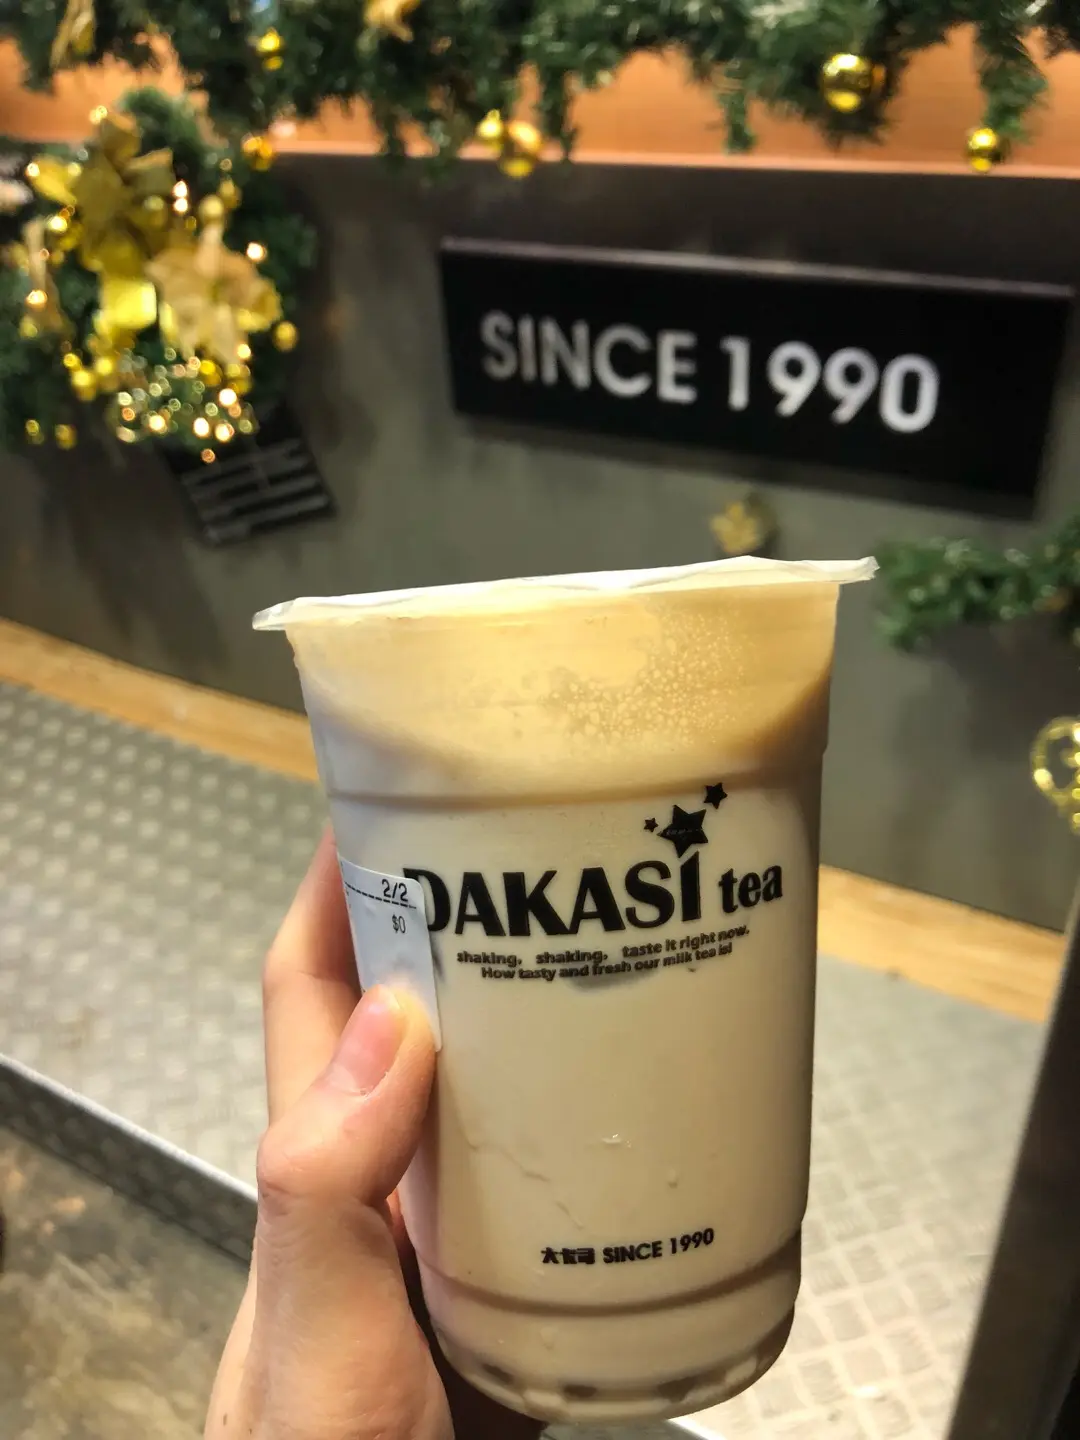 SINCE 1990
DAKASI tea
2/2
$0
shaking, shaking, taste it right now.
How tasty and fresh our milk tea is!
大卡司 SINCE 1990